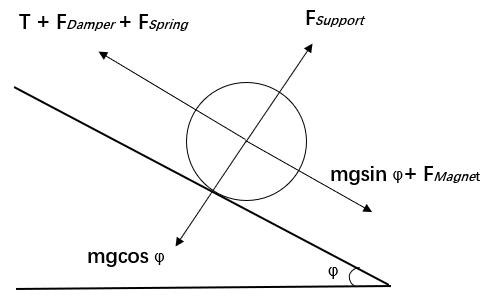 T + FDamper + FSpring
FSupport
mgsin φ+ FMagnet
mgcos φ
φ